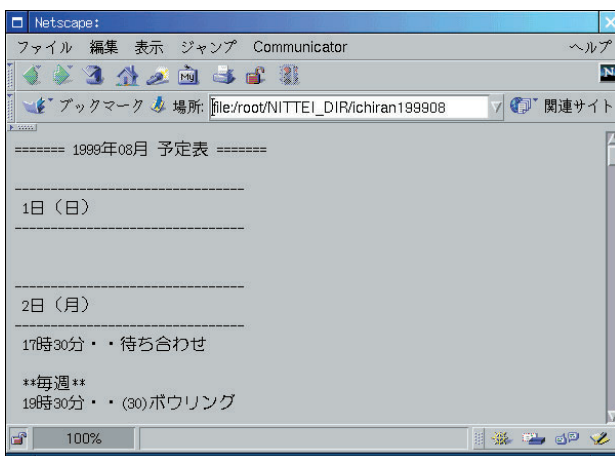 Netscape:
ファイル 編集 表示 ジャンプ Communicator ヘルプ
My N
ブックマーク 場所: file:/root/NITTEI_DIR/ichiran199908 関連サイト
======= 1999年08月 予定表 =======
--------------------------------
1日（日）
--------------------------------
--------------------------------
2日（月）
--------------------------------
17時30分・・待ち合わせ
**毎週**
19時30分・・(30)ボウリング
100%